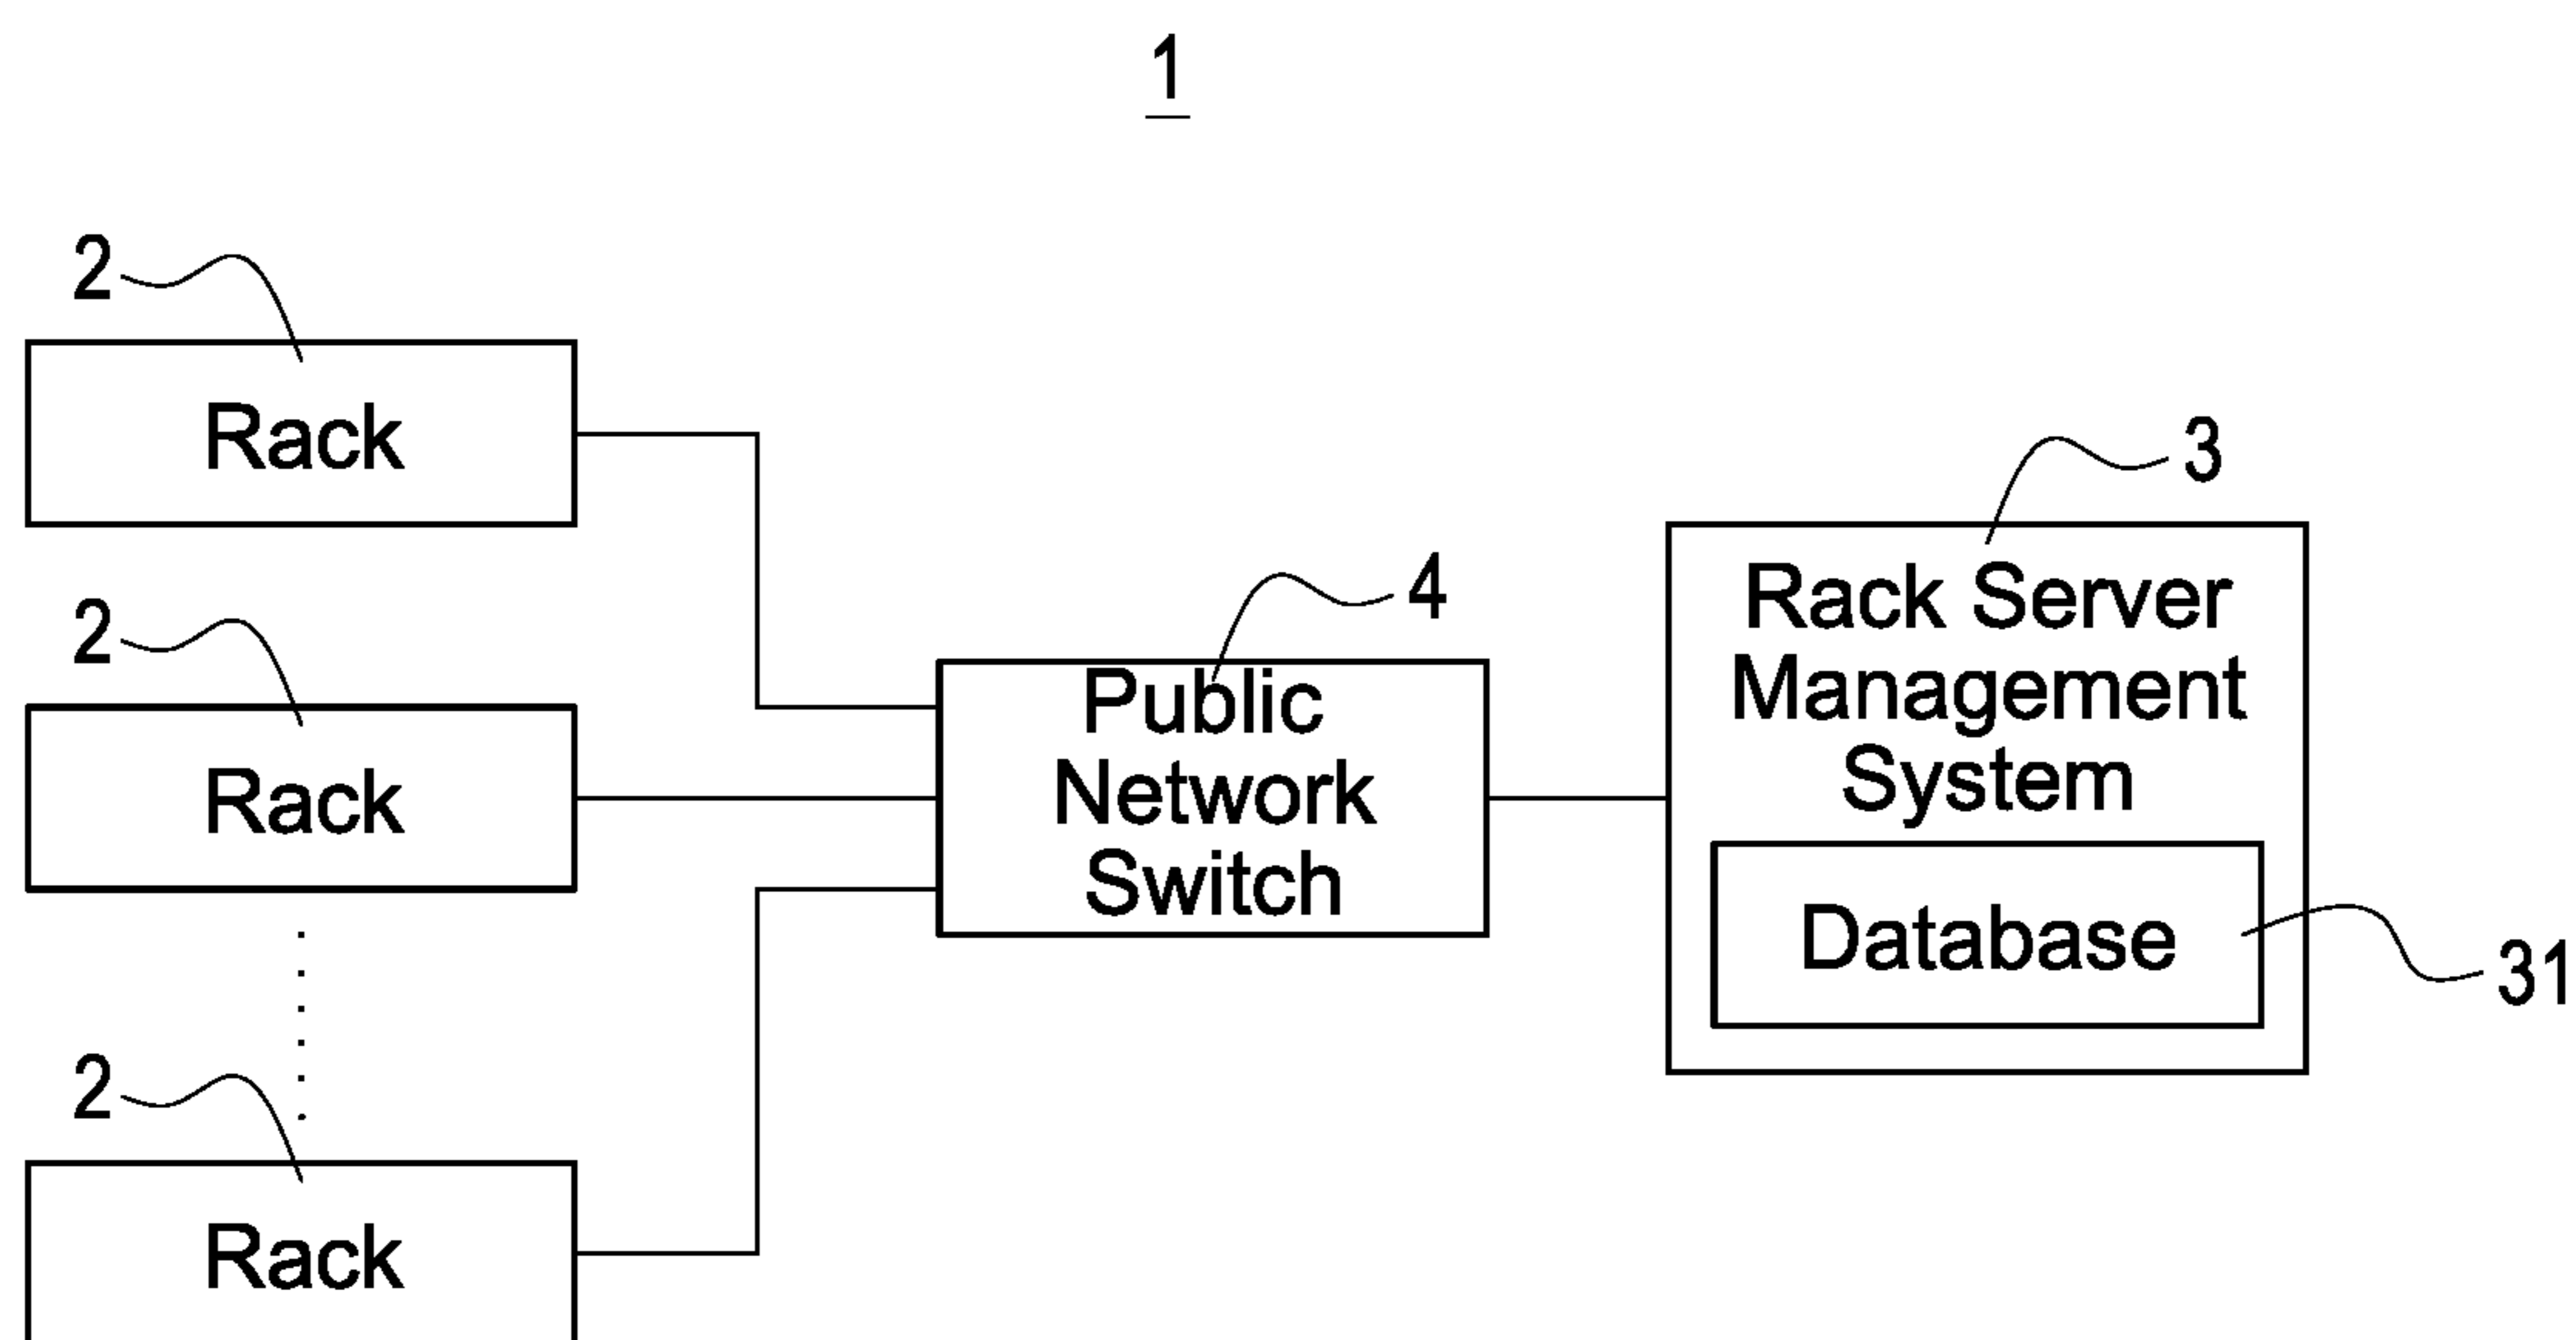 1
2
Rack
2
Rack
2
Rack
4
Public
Network
Switch
3
Rack Server
Management
System
Database
31